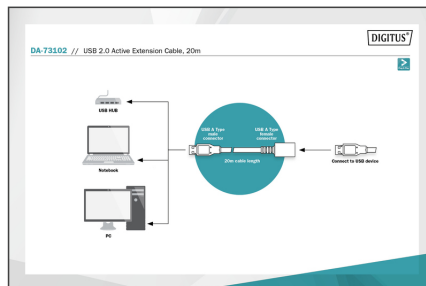 DIGITUS®
DA-73102 // USB 2.0 Active Extension Cable, 20m
USB HUB
USB A Type
male
connector
USB A Type
female
connector
Notebook
20m cable length
Connect to USB device
PC